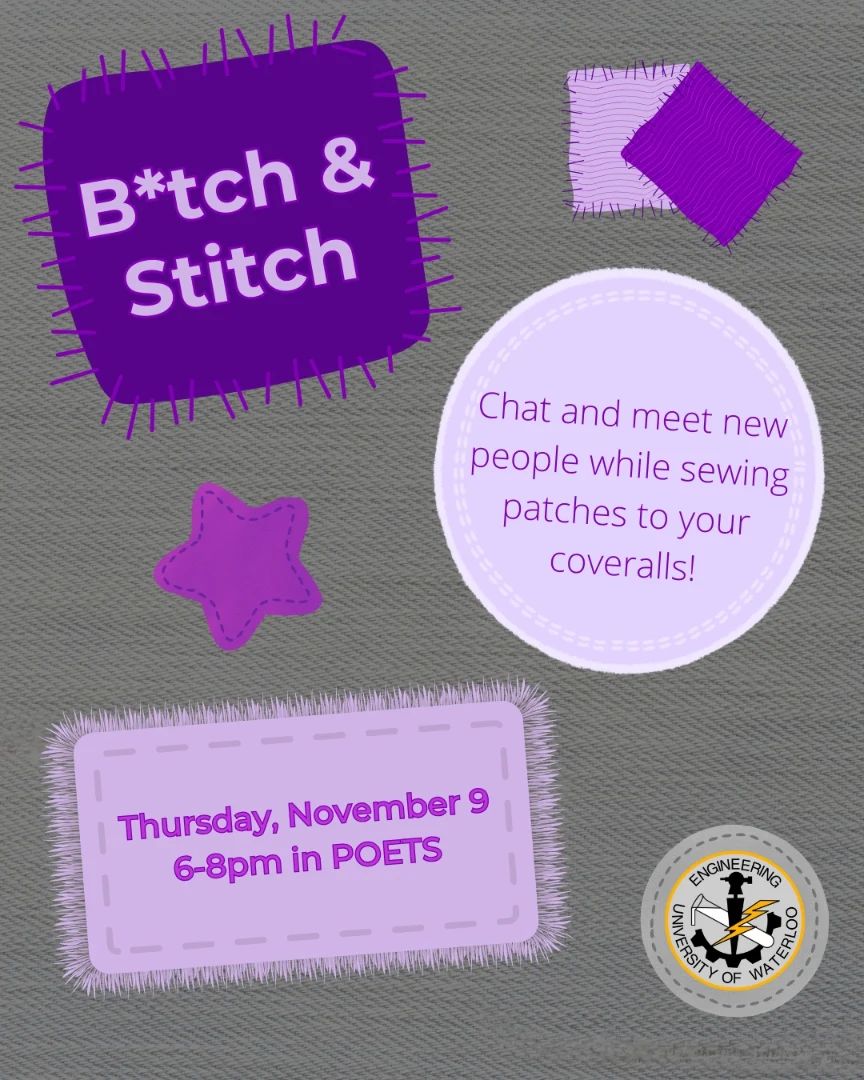 B*tch &
Stitch
Chat and meet new
people while sewing
patches to your
coveralls!
Thursday, November 9
6-8pm in POETS
ENGINEERING
UNIVERSITY OF WATERLOO